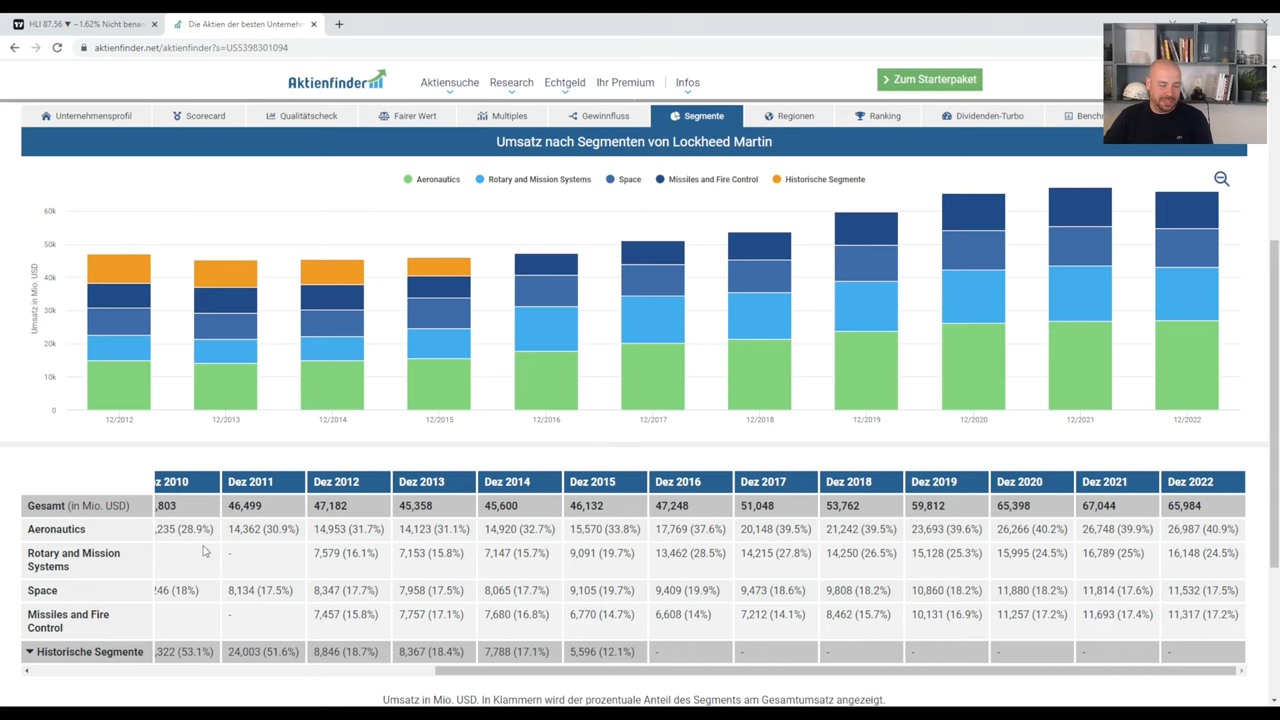 HLI 87.56 ▼ −1.62% Nicht benan
Die Aktien der besten Unternehm
aktienfinder.net/aktienfinder?s=US5398301094
Aktienfinder
Aktiensuche Research Echtgeld Ihr Premium Infos
> Zum Starterpaket
Unternehmensprofil Scorecard Qualitätscheck Fairer Wert Multiples Gewinnfluss Segmente Regionen Ranking Dividenden-Turbo Bench
Umsatz nach Segmenten von Lockheed Martin
Aeronautics Rotary and Mission Systems Space Missiles and Fire Control Historische Segmente
Umsatz in Mio. USD
60k
50k
40k
30k
20k
10k
0
12/2012 12/2013 12/2014 12/2015 12/2016 12/2017 12/2018 12/2019 12/2020 12/2021 12/2022
z 2010 Dez 2011 Dez 2012 Dez 2013 Dez 2014 Dez 2015 Dez 2016 Dez 2017 Dez 2018 Dez 2019 Dez 2020 Dez 2021 Dez 2022
Gesamt (in Mio. USD) ,803 46,499 47,182 45,358 45,600 46,132 47,248 51,048 53,762 59,812 65,398 67,044 65,984
Aeronautics ,235 (28.9%) 14,362 (30.9%) 14,953 (31.7%) 14,123 (31.1%) 14,920 (32.7%) 15,570 (33.8%) 17,769 (37.6%) 20,148 (39.5%) 21,242 (39.5%) 23,693 (39.6%) 26,266 (40.2%) 26,748 (39.9%) 26,987 (40.9%)
Rotary and Mission - 7,579 (16.1%) 7,153 (15.8%) 7,147 (15.7%) 9,091 (19.7%) 13,462 (28.5%) 14,215 (27.8%) 14,250 (26.5%) 15,128 (25.3%) 15,995 (24.5%) 16,789 (25%) 16,148 (24.5%)
Systems
Space 246 (18%) 8,134 (17.5%) 8,347 (17.7%) 7,958 (17.5%) 8,065 (17.7%) 9,105 (19.7%) 9,409 (19.9%) 9,473 (18.6%) 9,808 (18.2%) 10,860 (18.2%) 11,880 (18.2%) 11,814 (17.6%) 11,532 (17.5%)
Missiles and Fire - 7,457 (15.8%) 7,757 (17.1%) 7,680 (16.8%) 6,770 (14.7%) 6,608 (14%) 7,212 (14.1%) 8,462 (15.7%) 10,131 (16.9%) 11,257 (17.2%) 11,693 (17.4%) 11,317 (17.2%)
Control
▼ Historische Segmente ,322 (53.1%) 24,003 (51.6%) 8,846 (18.7%) 8,367 (18.4%) 7,788 (17.1%) 5,596 (12.1%) - - - - - - -
Umsatz in Mio. USD. In Klammern wird der prozentuale Anteil des Segments am Gesamtumsatz angezeigt.